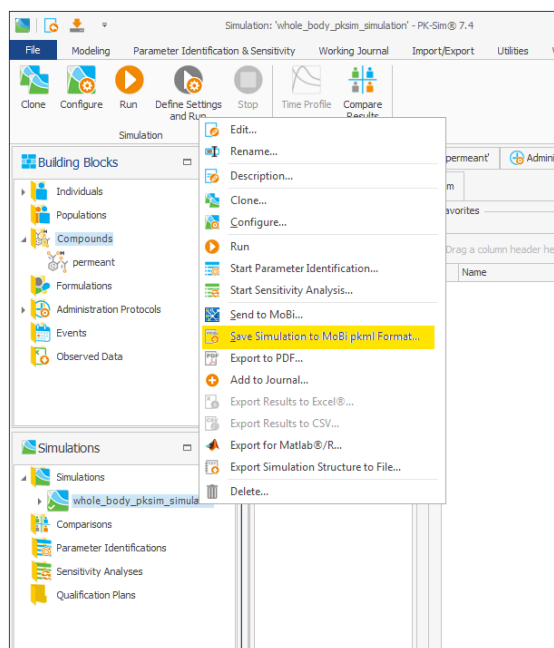 Simulation: 'whole_body_pksim_simulation' - PK-Sim® 7.4
File Modeling Parameter Identification & Sensitivity Working Journal Import/Export Utilities
Clone Configure Run Define Settings and Run Stop Time Profile Compare Results
Simulation
Building Blocks
Individuals
Populations
Compounds
permeant
Formulations
Administration Protocols
Events
Observed Data
Simulations
Simulations
whole_body_pksim_simula
Comparisons
Parameter Identifications
Sensitivity Analyses
Qualification Plans
Edit...
Rename...
Description...
Clone...
Configure...
Run
Start Parameter Identification...
Start Sensitivity Analysis...
Send to MoBi...
Save Simulation to MoBi pkml Format...
Export to PDF...
Add to Journal...
Export Results to Excel®...
Export Results to CSV...
Export for Matlab®/R...
Export Simulation Structure to File...
Delete...
permeant' Admini
m
avorites
Drag a column header he
Name